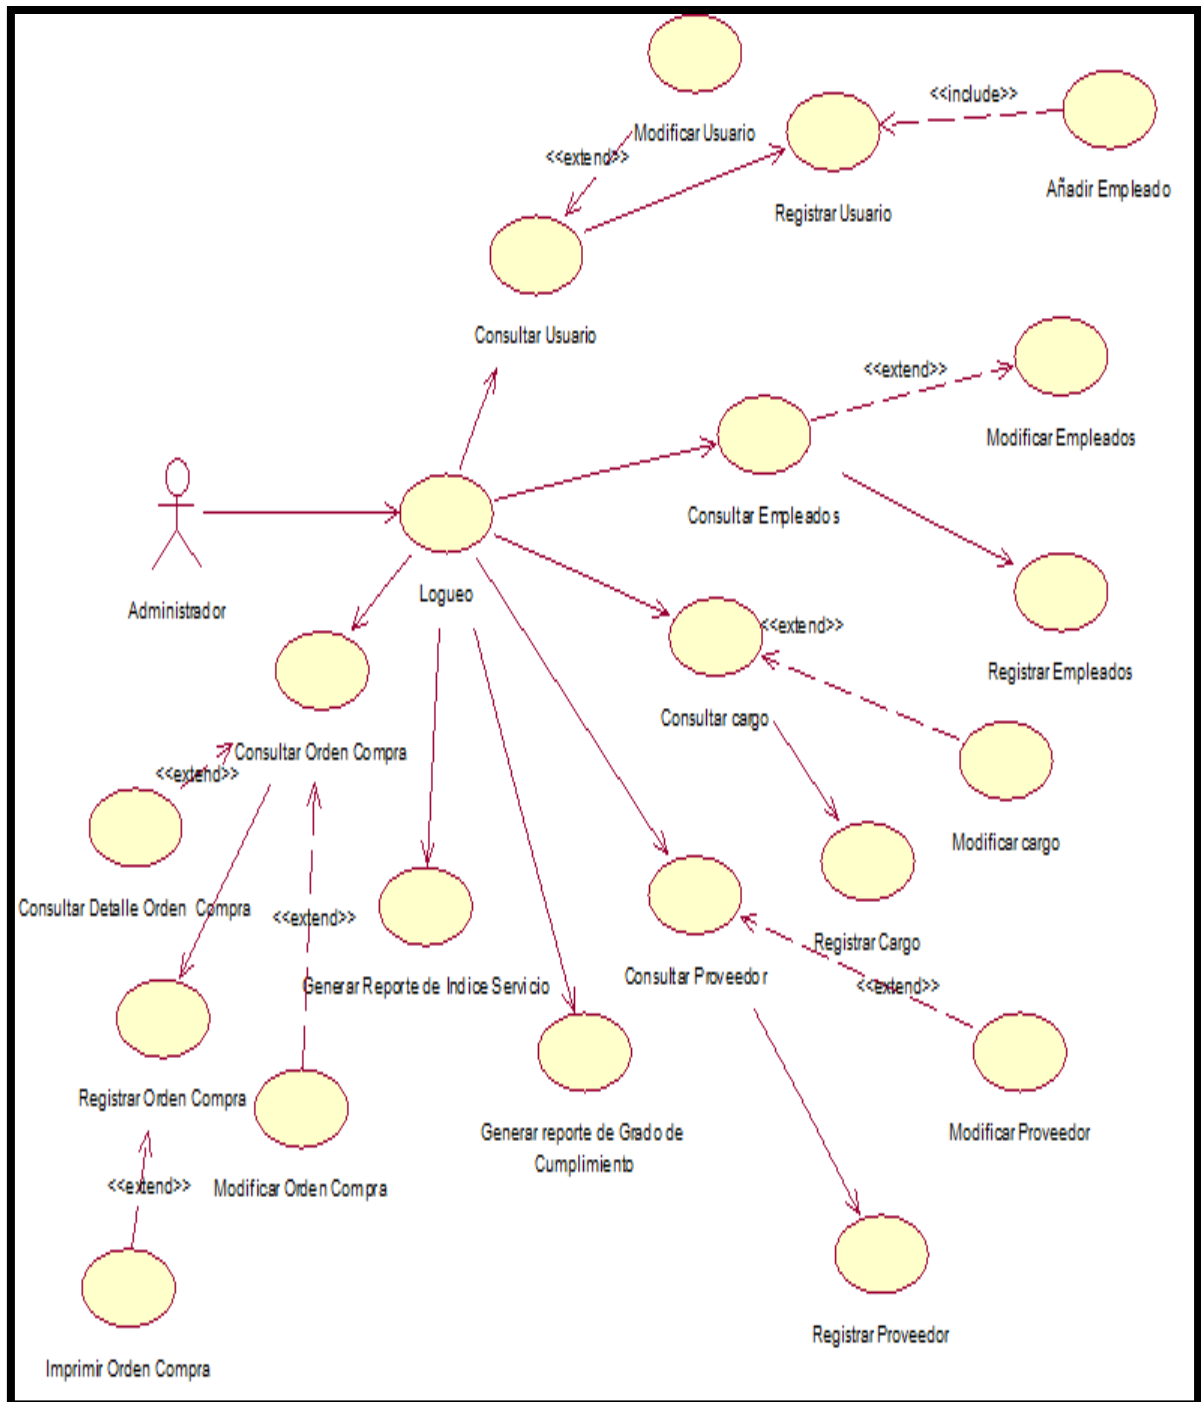 <<include>>
Modificar Usuario
<<extend>>
Añadir Empleado
Registrar Usuario
Consultar Usuario
<<extend>>
Modificar Empleados
Consultar Empleados
Logueo
Administrador
<<extend>>
Registrar Empleados
Consultar cargo
Consultar Orden Compra
<<extend>>
Modificar cargo
Consultar Detalle Orden Compra
<<extend>>
Registrar Cargo
Consultar Proveedor
Generar Reporte de Indice Servicio
<<extend>>
Registrar Orden Compra
Generar reporte de Grado de
Cumplimiento
Modificar Proveedor
<<extend>>
Modificar Orden Compra
Registrar Proveedor
Imprimir Orden Compra